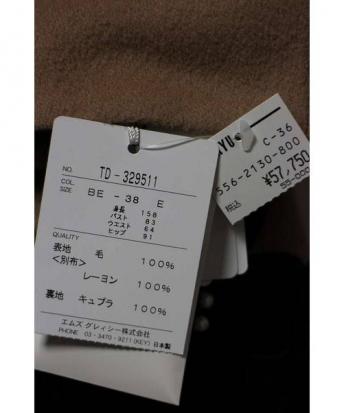 NO. TD-329511
COL.
SIZE BE - 38 E
身長 158
バスト 83
ウエスト 64
ヒップ 91
QUALITY
表地 毛 100%
<別布>
レーヨン 100%
裏地 キュプラ 100%
エムズ グレィシー株式会社
PHONE 03-3470-9211(KEY) 日本製
KYU C-36
556-2130-800
税込 ¥57,750
55,000